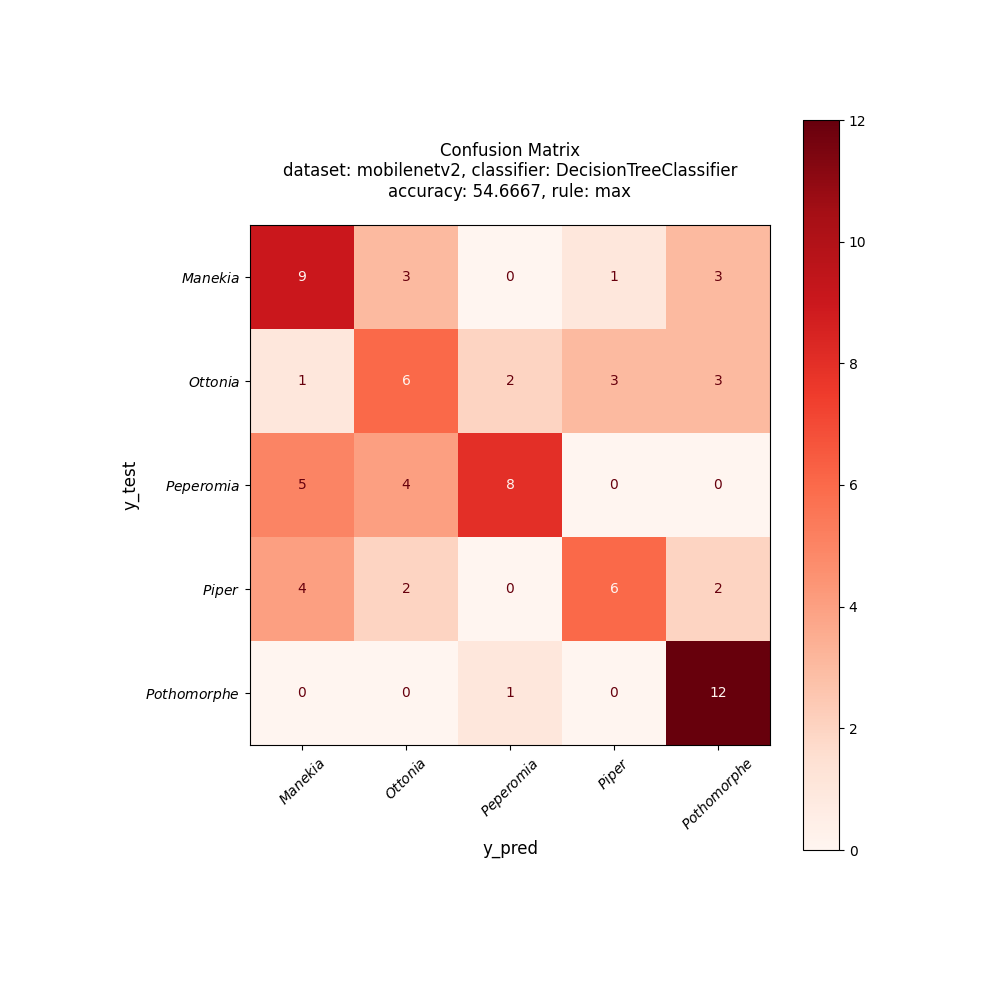 Confusion Matrix
dataset: mobilenetv2, classifier: DecisionTreeClassifier
accuracy: 54.6667, rule: max
y_test
Manekia 9 3 0 1 3
Ottonia 1 6 2 3 3
Peperomia 5 4 8 0 0
Piper 4 2 0 6 2
Pothomorphe 0 0 1 0 12
Manekia Ottonia Peperomia Piper Pothomorphe
y_pred
12
10
8
6
4
2
0